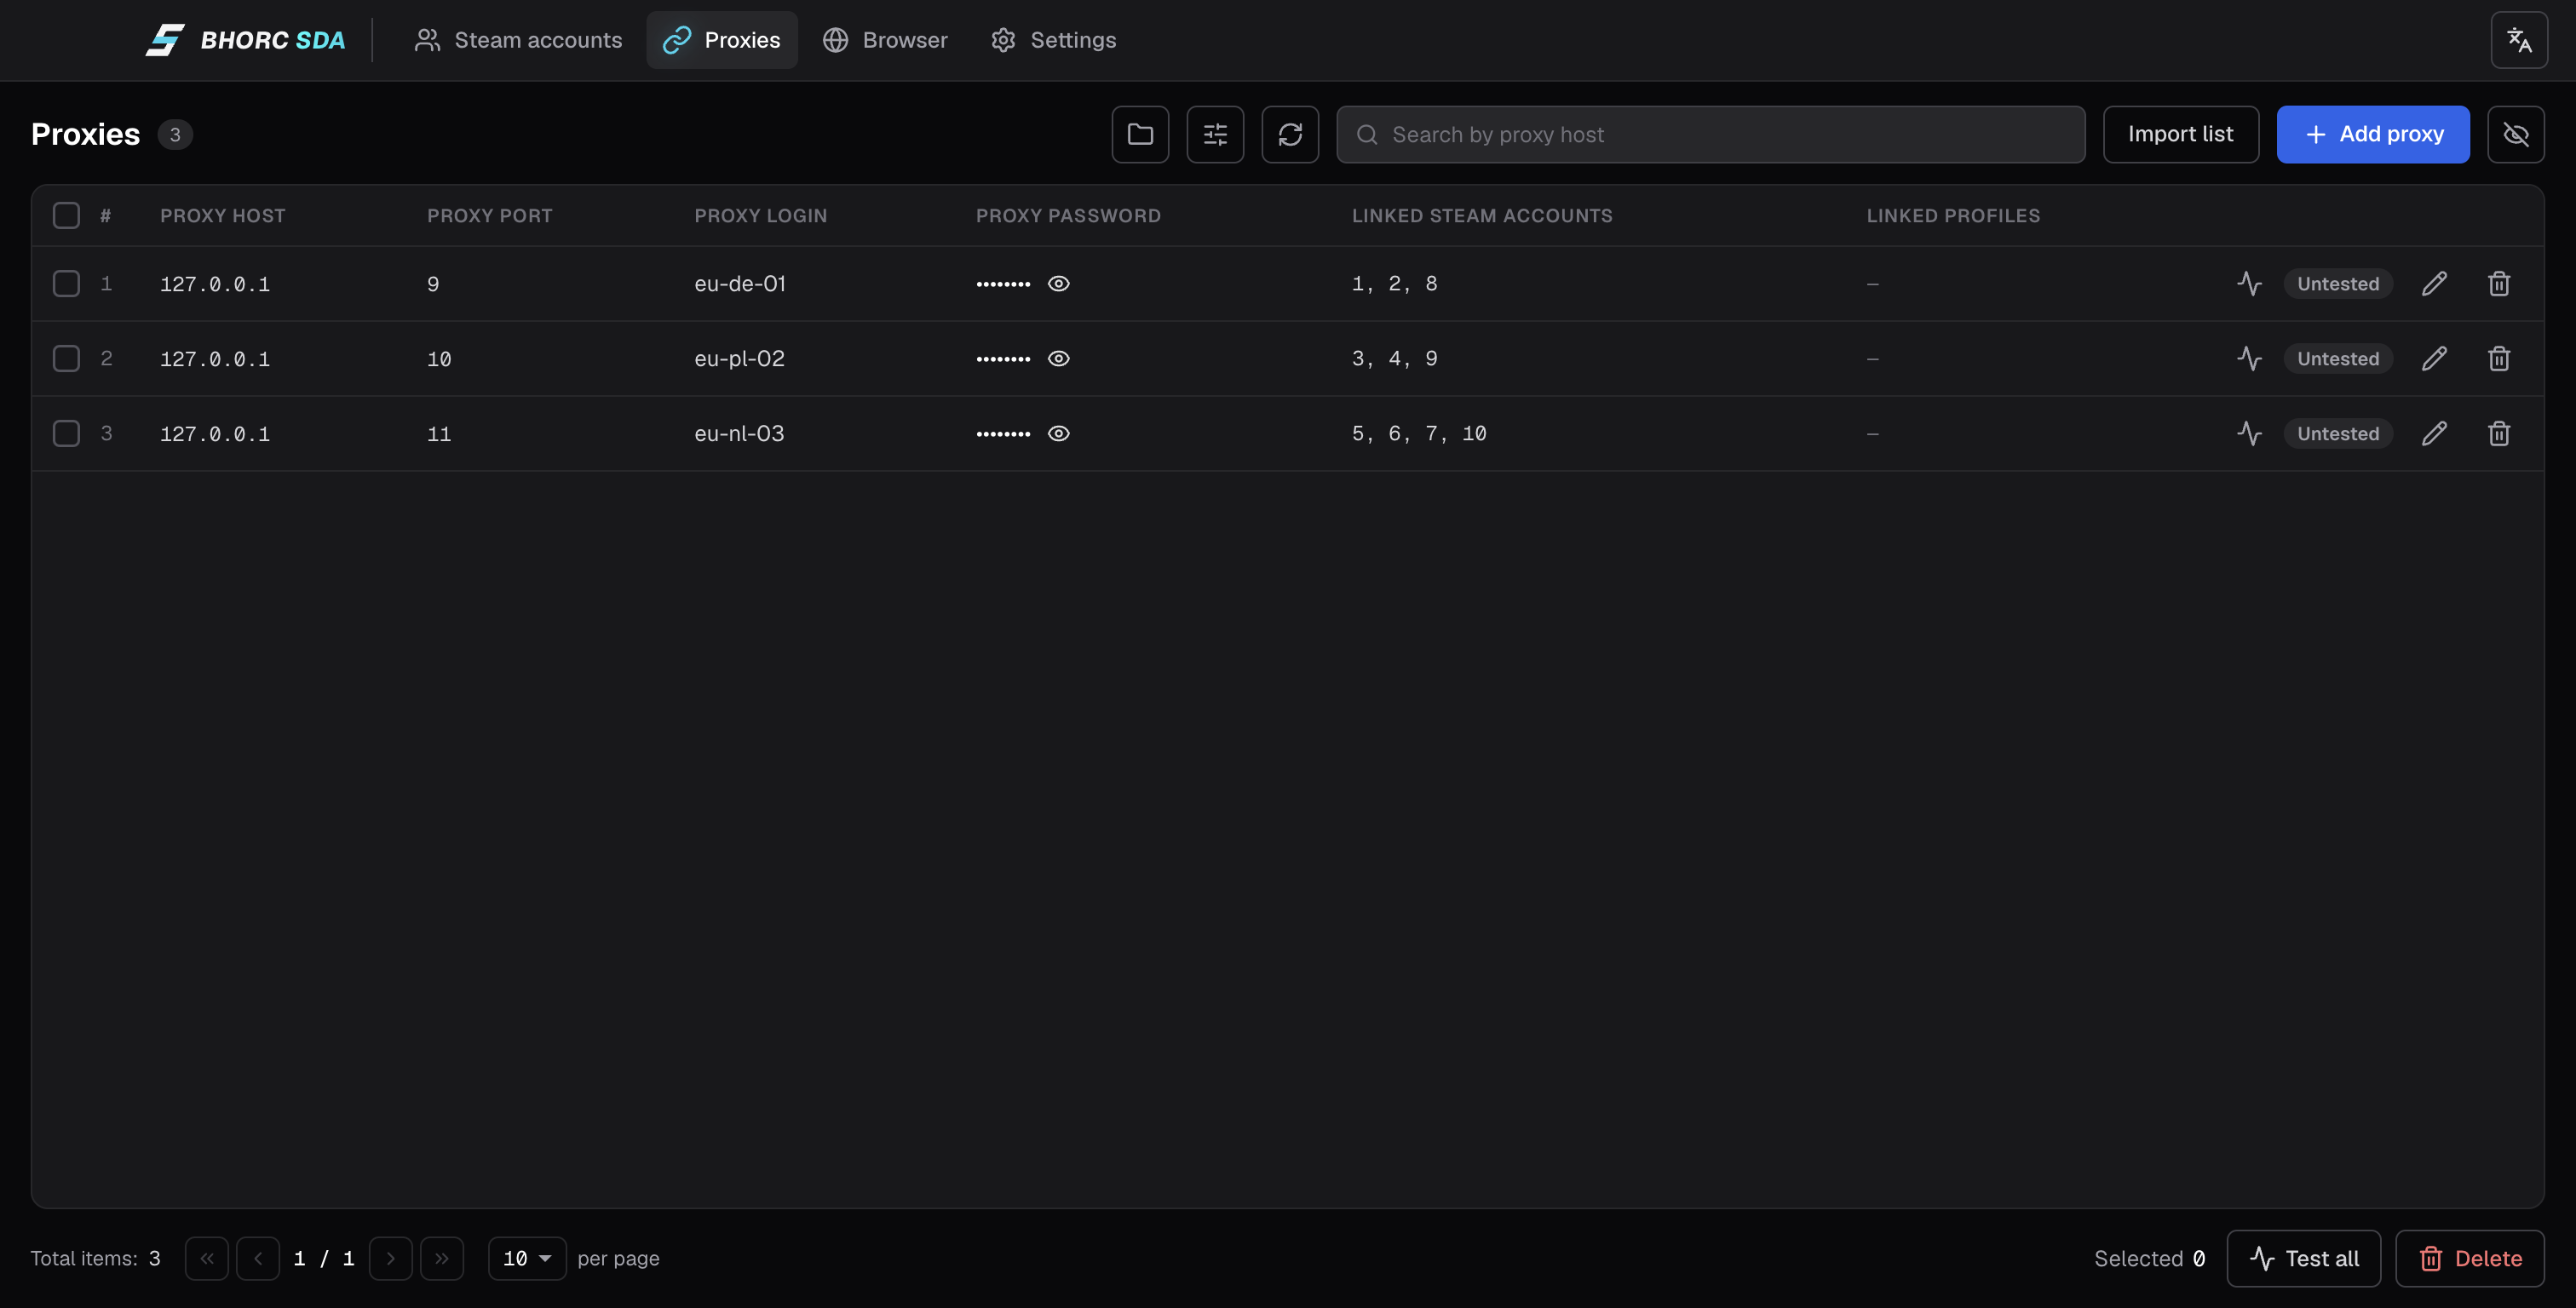 BHORC SDA Steam accounts Proxies Browser Settings
Proxies 3 Search by proxy host Import list Add proxy
# PROXY HOST PROXY PORT PROXY LOGIN PROXY PASSWORD LINKED STEAM ACCOUNTS LINKED PROFILES
1 127.0.0.1 9 eu-de-01 •••••••• 1, 2, 8 – Untested
2 127.0.0.1 10 eu-pl-02 •••••••• 3, 4, 9 – Untested
3 127.0.0.1 11 eu-nl-03 •••••••• 5, 6, 7, 10 – Untested
Total items: 3 « ‹ 1 / 1 › » 10 per page Selected 0 Test all Delete